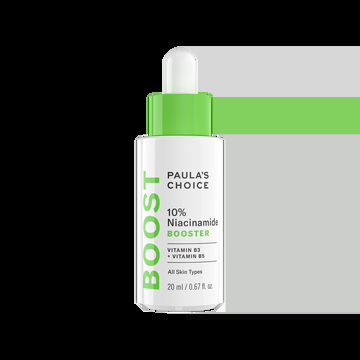 BOOST
PAULA'S
CHOICE
10%
Niacinamide
BOOSTER
VITAMIN B3
+ VITAMIN B5
All Skin Types
20 ml / 0.67 fl. oz.